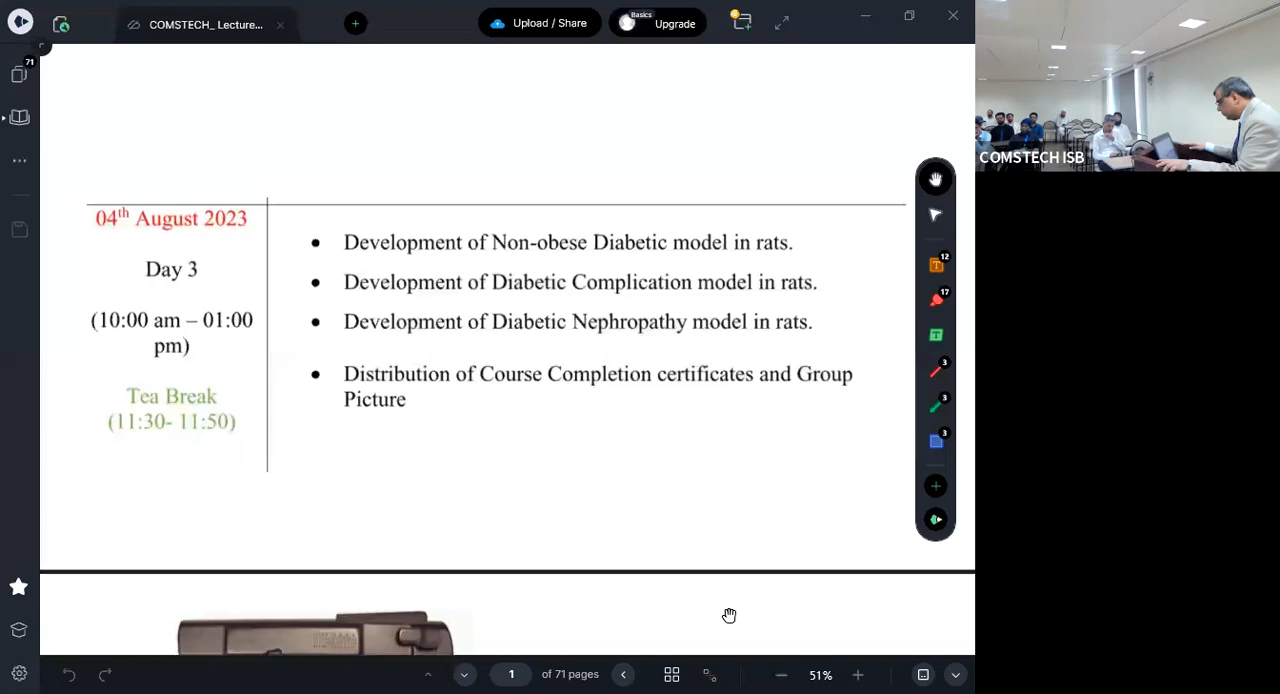 COMSTECH_ Lecture...
Upload / Share
Basics
Upgrade
71
COMSTECH ISB
04th August 2023
Day 3
(10:00 am – 01:00
pm)
Tea Break
(11:30- 11:50)
• Development of Non-obese Diabetic model in rats.
• Development of Diabetic Complication model in rats.
• Development of Diabetic Nephropathy model in rats.
• Distribution of Course Completion certificates and Group
Picture
T
12
17
T
3
3
3
1
of 71 pages
51%